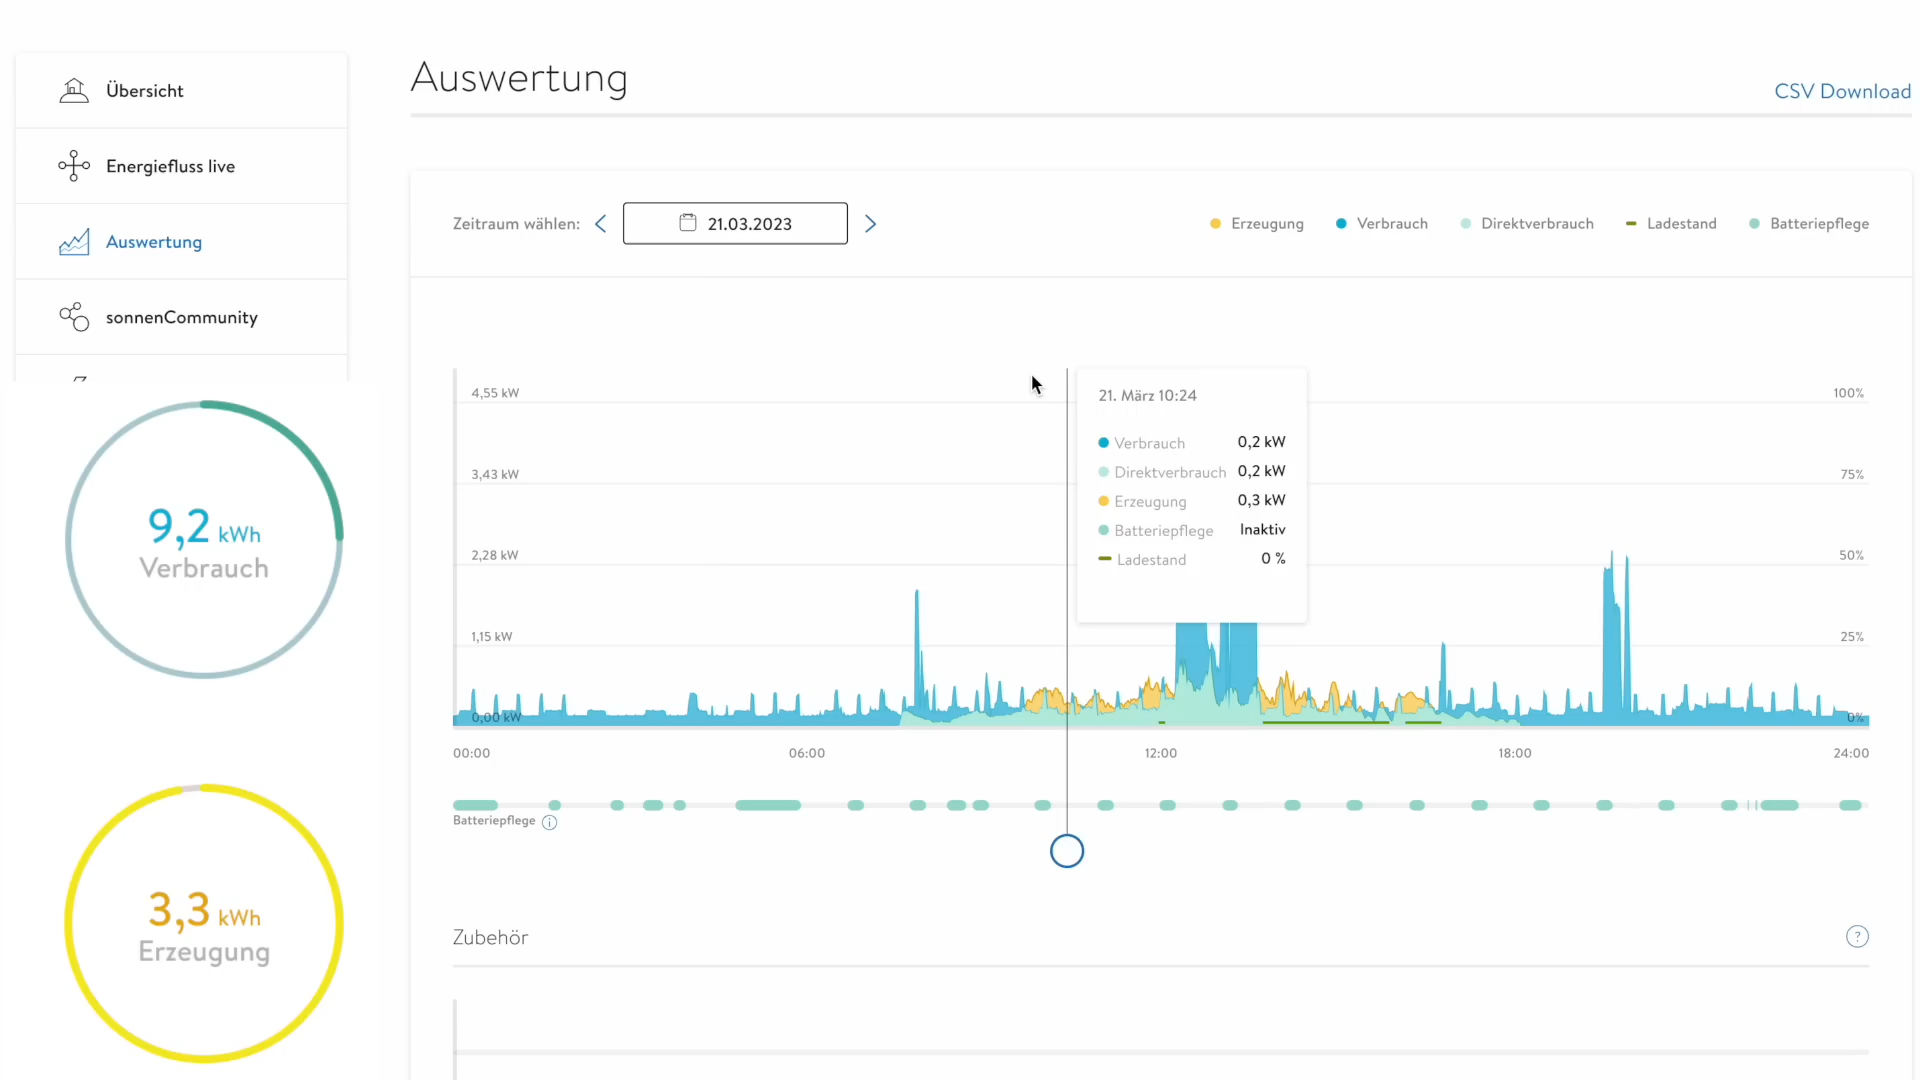 Übersicht
Energiefluss live
Auswertung
sonnenCommunity
9,2 kWh
Verbrauch
3,3 kWh
Erzeugung
Auswertung
CSV Download
Zeitraum wählen:
21.03.2023
Erzeugung
Verbrauch
Direktverbrauch
Ladestand
Batteriepflege
4,55 kW
3,43 kW
2,28 kW
1,15 kW
0,00 kW
100%
75%
50%
25%
0%
21. März 10:24
Verbrauch 0,2 kW
Direktverbrauch 0,2 kW
Erzeugung 0,3 kW
Batteriepflege Inaktiv
Ladestand 0 %
00:00
06:00
12:00
18:00
24:00
Batteriepflege i
Zubehör
?